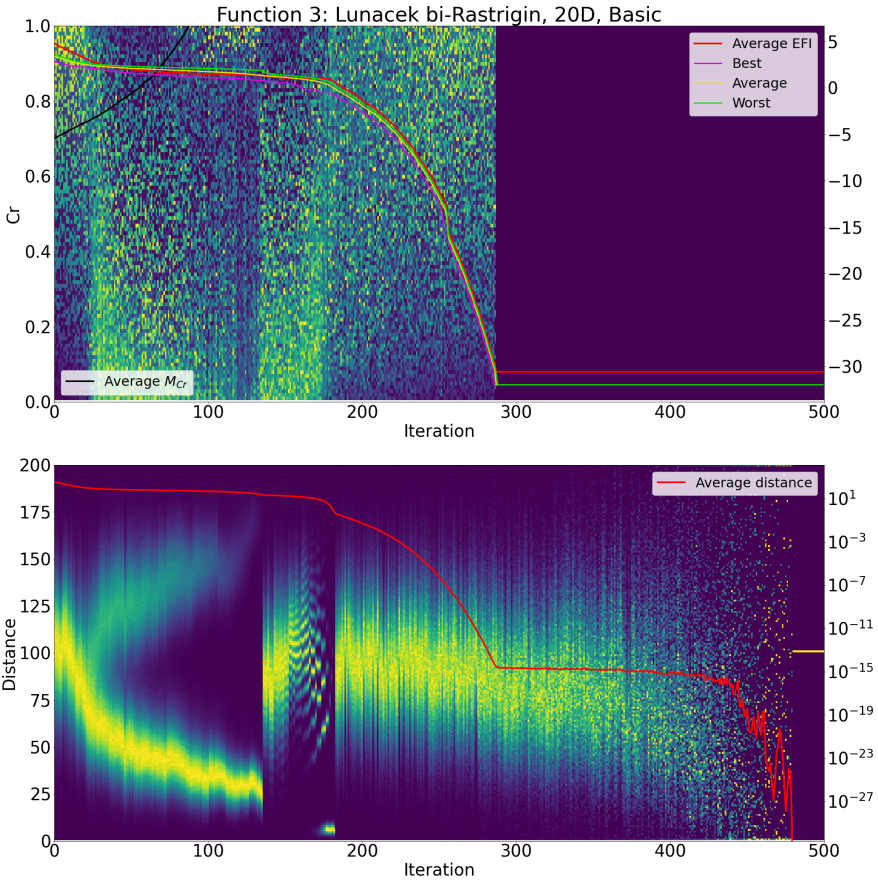 Function 3: Lunacek bi-Rastrigin, 20D, Basic
1.0
0.8
0.6
0.4
0.2
0.0
Cr
5
0
−5
−10
−15
−20
−25
−30
Average EFI
Best
Average
Worst
Average M_Cr
0 100 200 300 400 500
Iteration
200
175
150
125
100
75
50
25
0
Distance
10^1
10^−3
10^−7
10^−11
10^−15
10^−19
10^−23
10^−27
Average distance
0 100 200 300 400 500
Iteration